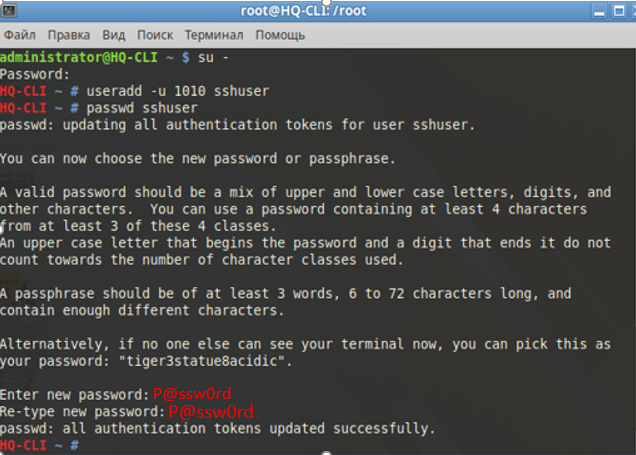 root@HQ-CLI: /root
Файл Правка Вид Поиск Терминал Помощь
administrator@HQ-CLI ~ $ su -
Password:
HQ-CLI ~ # useradd -u 1010 sshuser
HQ-CLI ~ # passwd sshuser
passwd: updating all authentication tokens for user sshuser.
You can now choose the new password or passphrase.
A valid password should be a mix of upper and lower case letters, digits, and
other characters.  You can use a password containing at least 4 characters
from at least 3 of these 4 classes.
An upper case letter that begins the password and a digit that ends it do not
count towards the number of character classes used.
A passphrase should be of at least 3 words, 6 to 72 characters long, and
contain enough different characters.
Alternatively, if no one else can see your terminal now, you can pick this as
your password: "tiger3statue8acidic".
Enter new password: P@ssw0rd
Re-type new password: P@ssw0rd
passwd: all authentication tokens updated successfully.
HQ-CLI ~ #